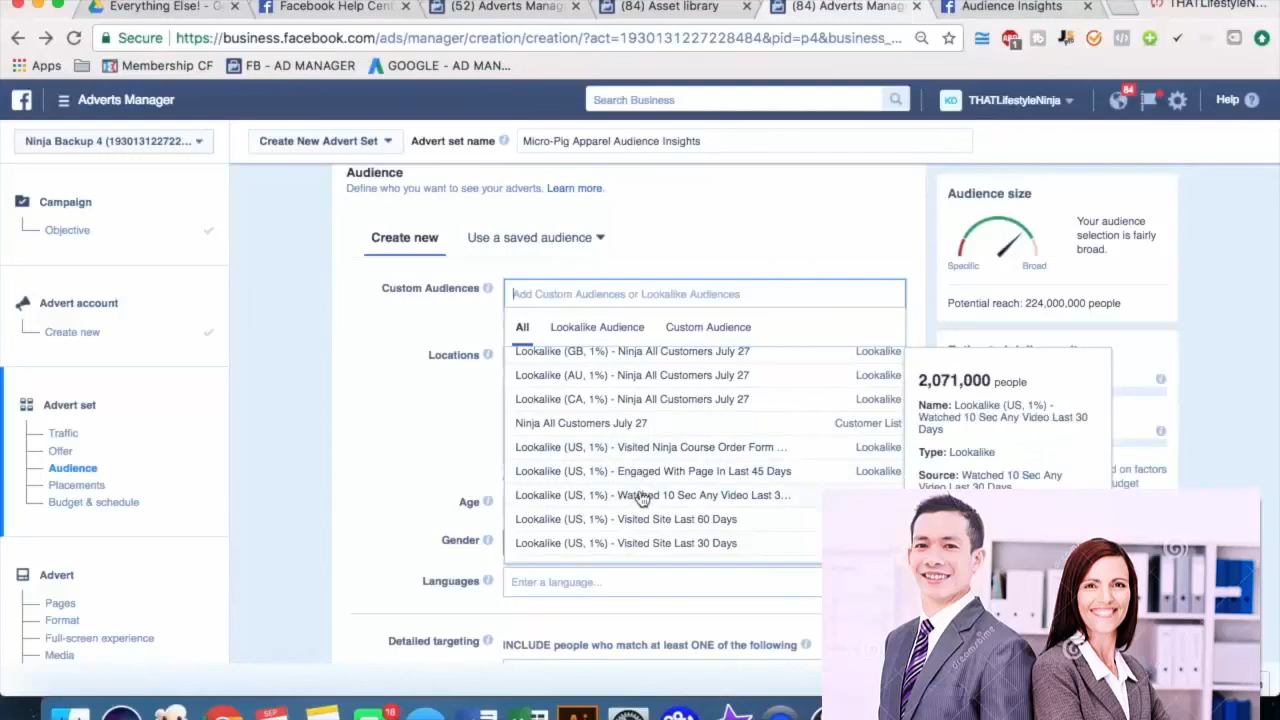 Everything Else! - G
Facebook Help Cent
(52) Adverts Manag
(84) Asset library
(84) Adverts Manag
Audience Insights
THATLifestyleN
Secure
https://business.facebook.com/ads/manager/creation/creation/?act=1930131227228484&pid=p4&business_...
1
Apps
Membership CF
FB - AD MANAGER
GOOGLE - AD MAN...
Adverts Manager
Search Business
KD
THATLifestyleNinja
84
Help
Ninja Backup 4 (193013122722...
Create New Advert Set
Advert set name
Micro-Pig Apparel Audience Insights
Campaign
Objective
Advert account
Create new
Advert set
Traffic
Offer
Audience
Placements
Budget & schedule
Advert
Pages
Format
Full-screen experience
Media
Audience
Define who you want to see your adverts. Learn more.
Create new
Use a saved audience
Custom Audiences
Add Custom Audiences or Lookalike Audiences
All
Lookalike Audience
Custom Audience
Locations
Lookalike (GB, 1%) - Ninja All Customers July 27
Lookalike
Lookalike (AU, 1%) - Ninja All Customers July 27
Lookalike
Lookalike (CA, 1%) - Ninja All Customers July 27
Lookalike
Ninja All Customers July 27
Customer List
Lookalike (US, 1%) - Visited Ninja Course Order Form ...
Lookalike
Lookalike (US, 1%) - Engaged With Page In Last 45 Days
Lookalike
Lookalike (US, 1%) - Watched 10 Sec Any Video Last 3...
Lookalike (US, 1%) - Visited Site Last 60 Days
Lookalike (US, 1%) - Visited Site Last 30 Days
Age
Gender
Languages
Enter a language...
Detailed targeting
INCLUDE people who match at least ONE of the following
Audience size
Your audience
selection is fairly
broad.
Specific
Broad
Potential reach: 224,000,000 people
2,071,000 people
Name: Lookalike (US, 1%) -
Watched 10 Sec Any Video Last 30
Days
Type: Lookalike
Source: Watched 10 Sec Any
Video Last 30 Days
d on factors
udget
dreamstime
SEP
18